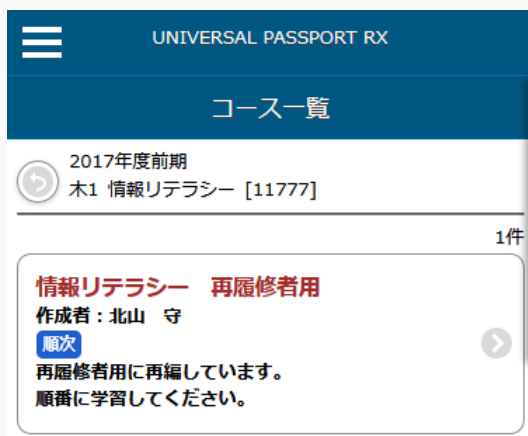 UNIVERSAL PASSPORT RX
コース一覧
2017年度前期
木1 情報リテラシー [11777]
1件
情報リテラシー　再履修者用
作成者：北山　守
順次
再履修者用に再編しています。
順番に学習してください。